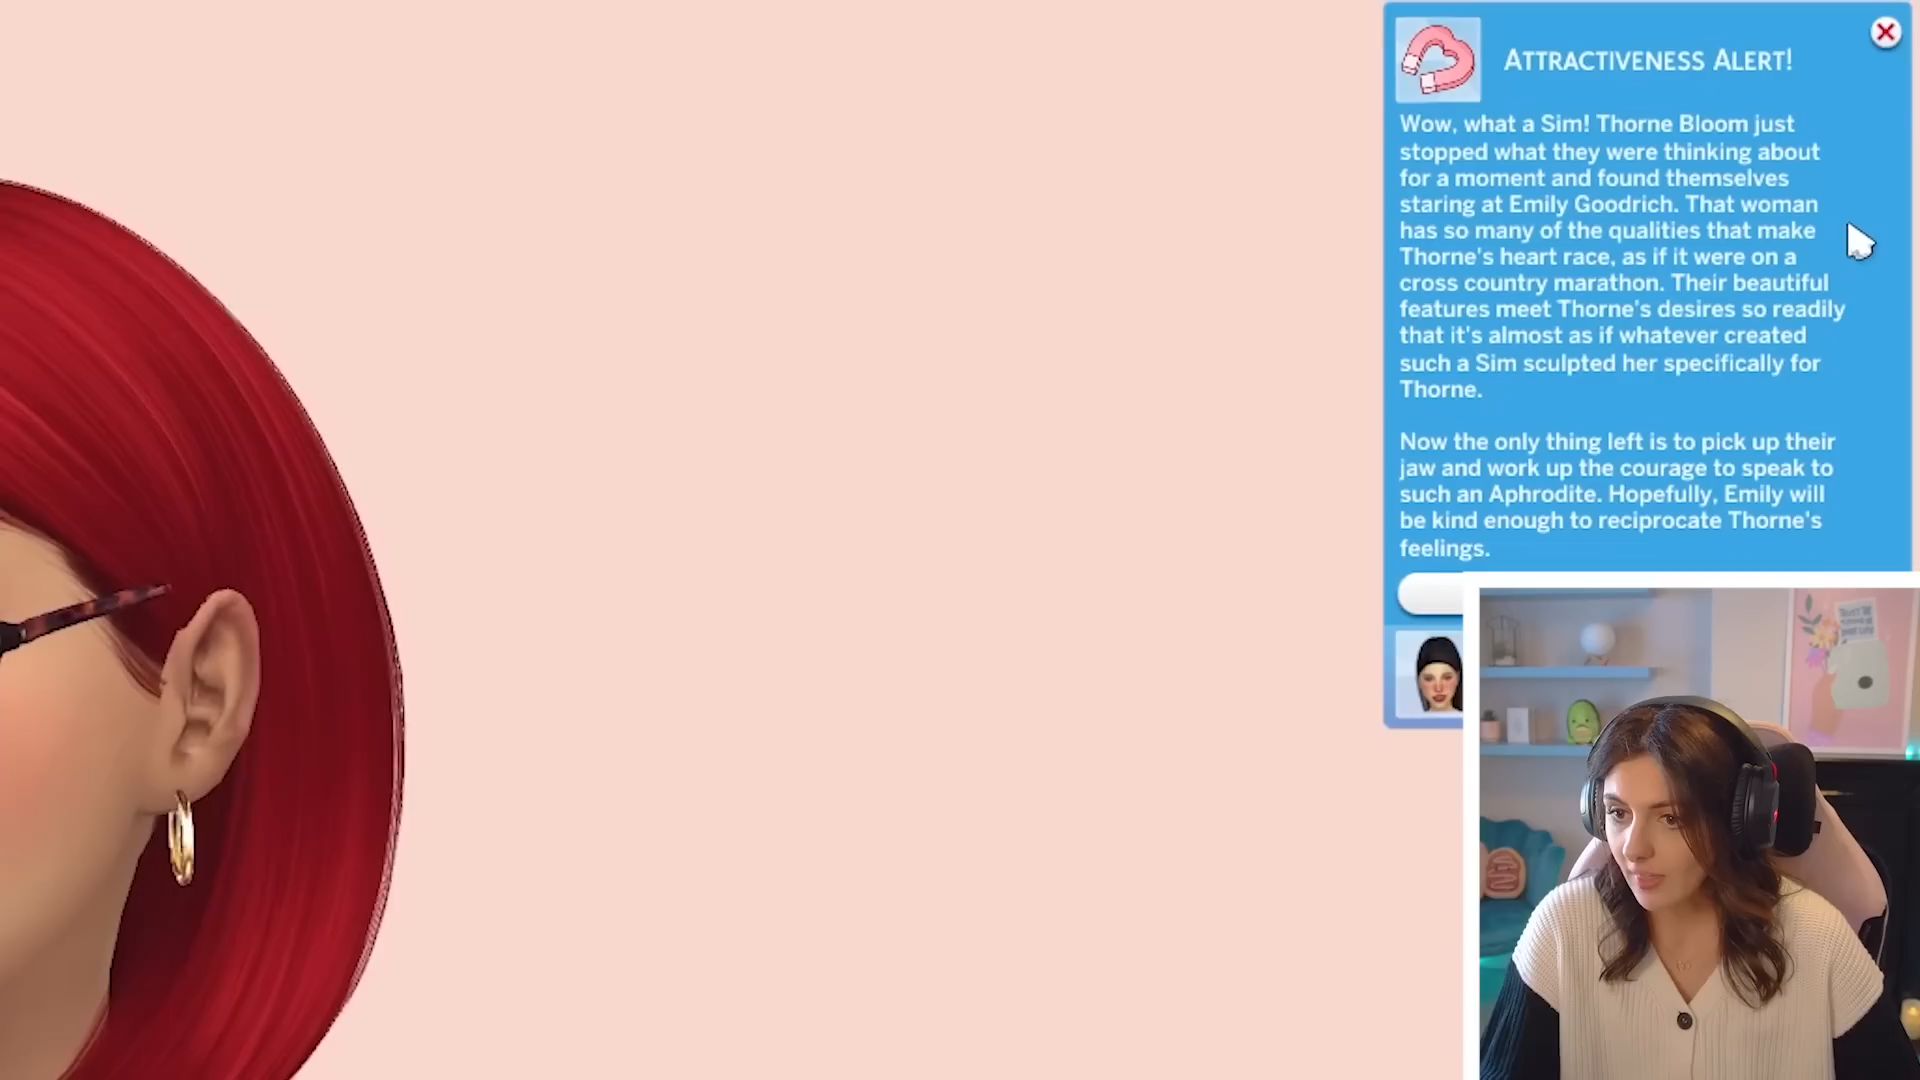 ATTRACTIVENESS ALERT!
Wow, what a Sim! Thorne Bloom just
stopped what they were thinking about
for a moment and found themselves
staring at Emily Goodrich. That woman
has so many of the qualities that make
Thorne's heart race, as if it were on a
cross country marathon. Their beautiful
features meet Thorne's desires so readily
that it's almost as if whatever created
such a Sim sculpted her specifically for
Thorne.
Now the only thing left is to pick up their
jaw and work up the courage to speak to
such an Aphrodite. Hopefully, Emily will
be kind enough to reciprocate Thorne's
feelings.